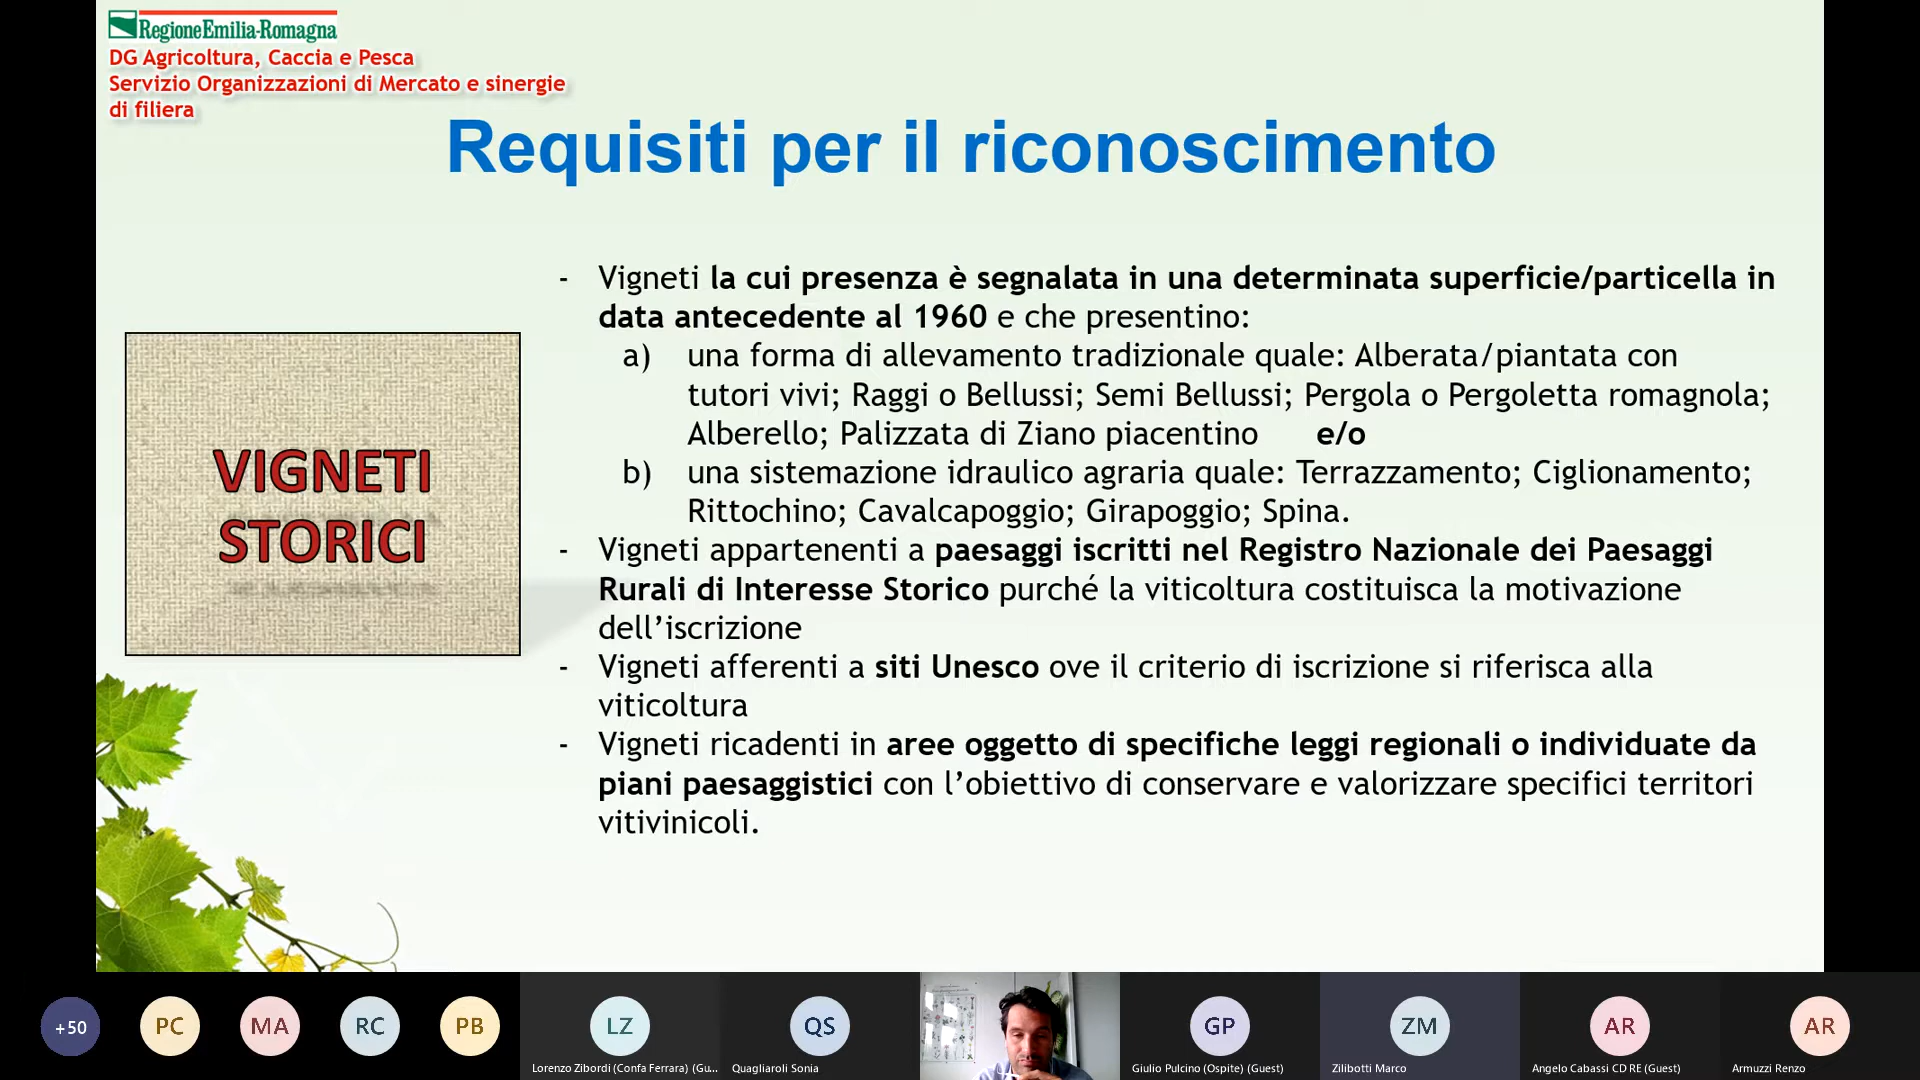 RegioneEmilia-Romagna
DG Agricoltura, Caccia e Pesca
Servizio Organizzazioni di Mercato e sinergie
di filiera
Requisiti per il riconoscimento
VIGNETI
STORICI
- Vigneti la cui presenza è segnalata in una determinata superficie/particella in
data antecedente al 1960 e che presentino:
a) una forma di allevamento tradizionale quale: Alberata/piantata con
tutori vivi; Raggi o Bellussi; Semi Bellussi; Pergola o Pergoletta romagnola;
Alberello; Palizzata di Ziano piacentino e/o
b) una sistemazione idraulico agraria quale: Terrazzamento; Ciglionamento;
Rittochino; Cavalcapoggio; Girapoggio; Spina.
- Vigneti appartenenti a paesaggi iscritti nel Registro Nazionale dei Paesaggi
Rurali di Interesse Storico purché la viticoltura costituisca la motivazione
dell’iscrizione
- Vigneti afferenti a siti Unesco ove il criterio di iscrizione si riferisca alla
viticoltura
- Vigneti ricadenti in aree oggetto di specifiche leggi regionali o individuate da
piani paesaggistici con l’obiettivo di conservare e valorizzare specifici territori
vitivinicoli.
+50
PC
MA
RC
PB
LZ
Lorenzo Zibordi (Confa Ferrara) (Gu...
QS
Quagliaroli Sonia
GP
Giulio Pulcino (Ospite) (Guest)
ZM
Zilibotti Marco
AR
Angelo Cabassi CD RE (Guest)
AR
Armuzzi Renzo